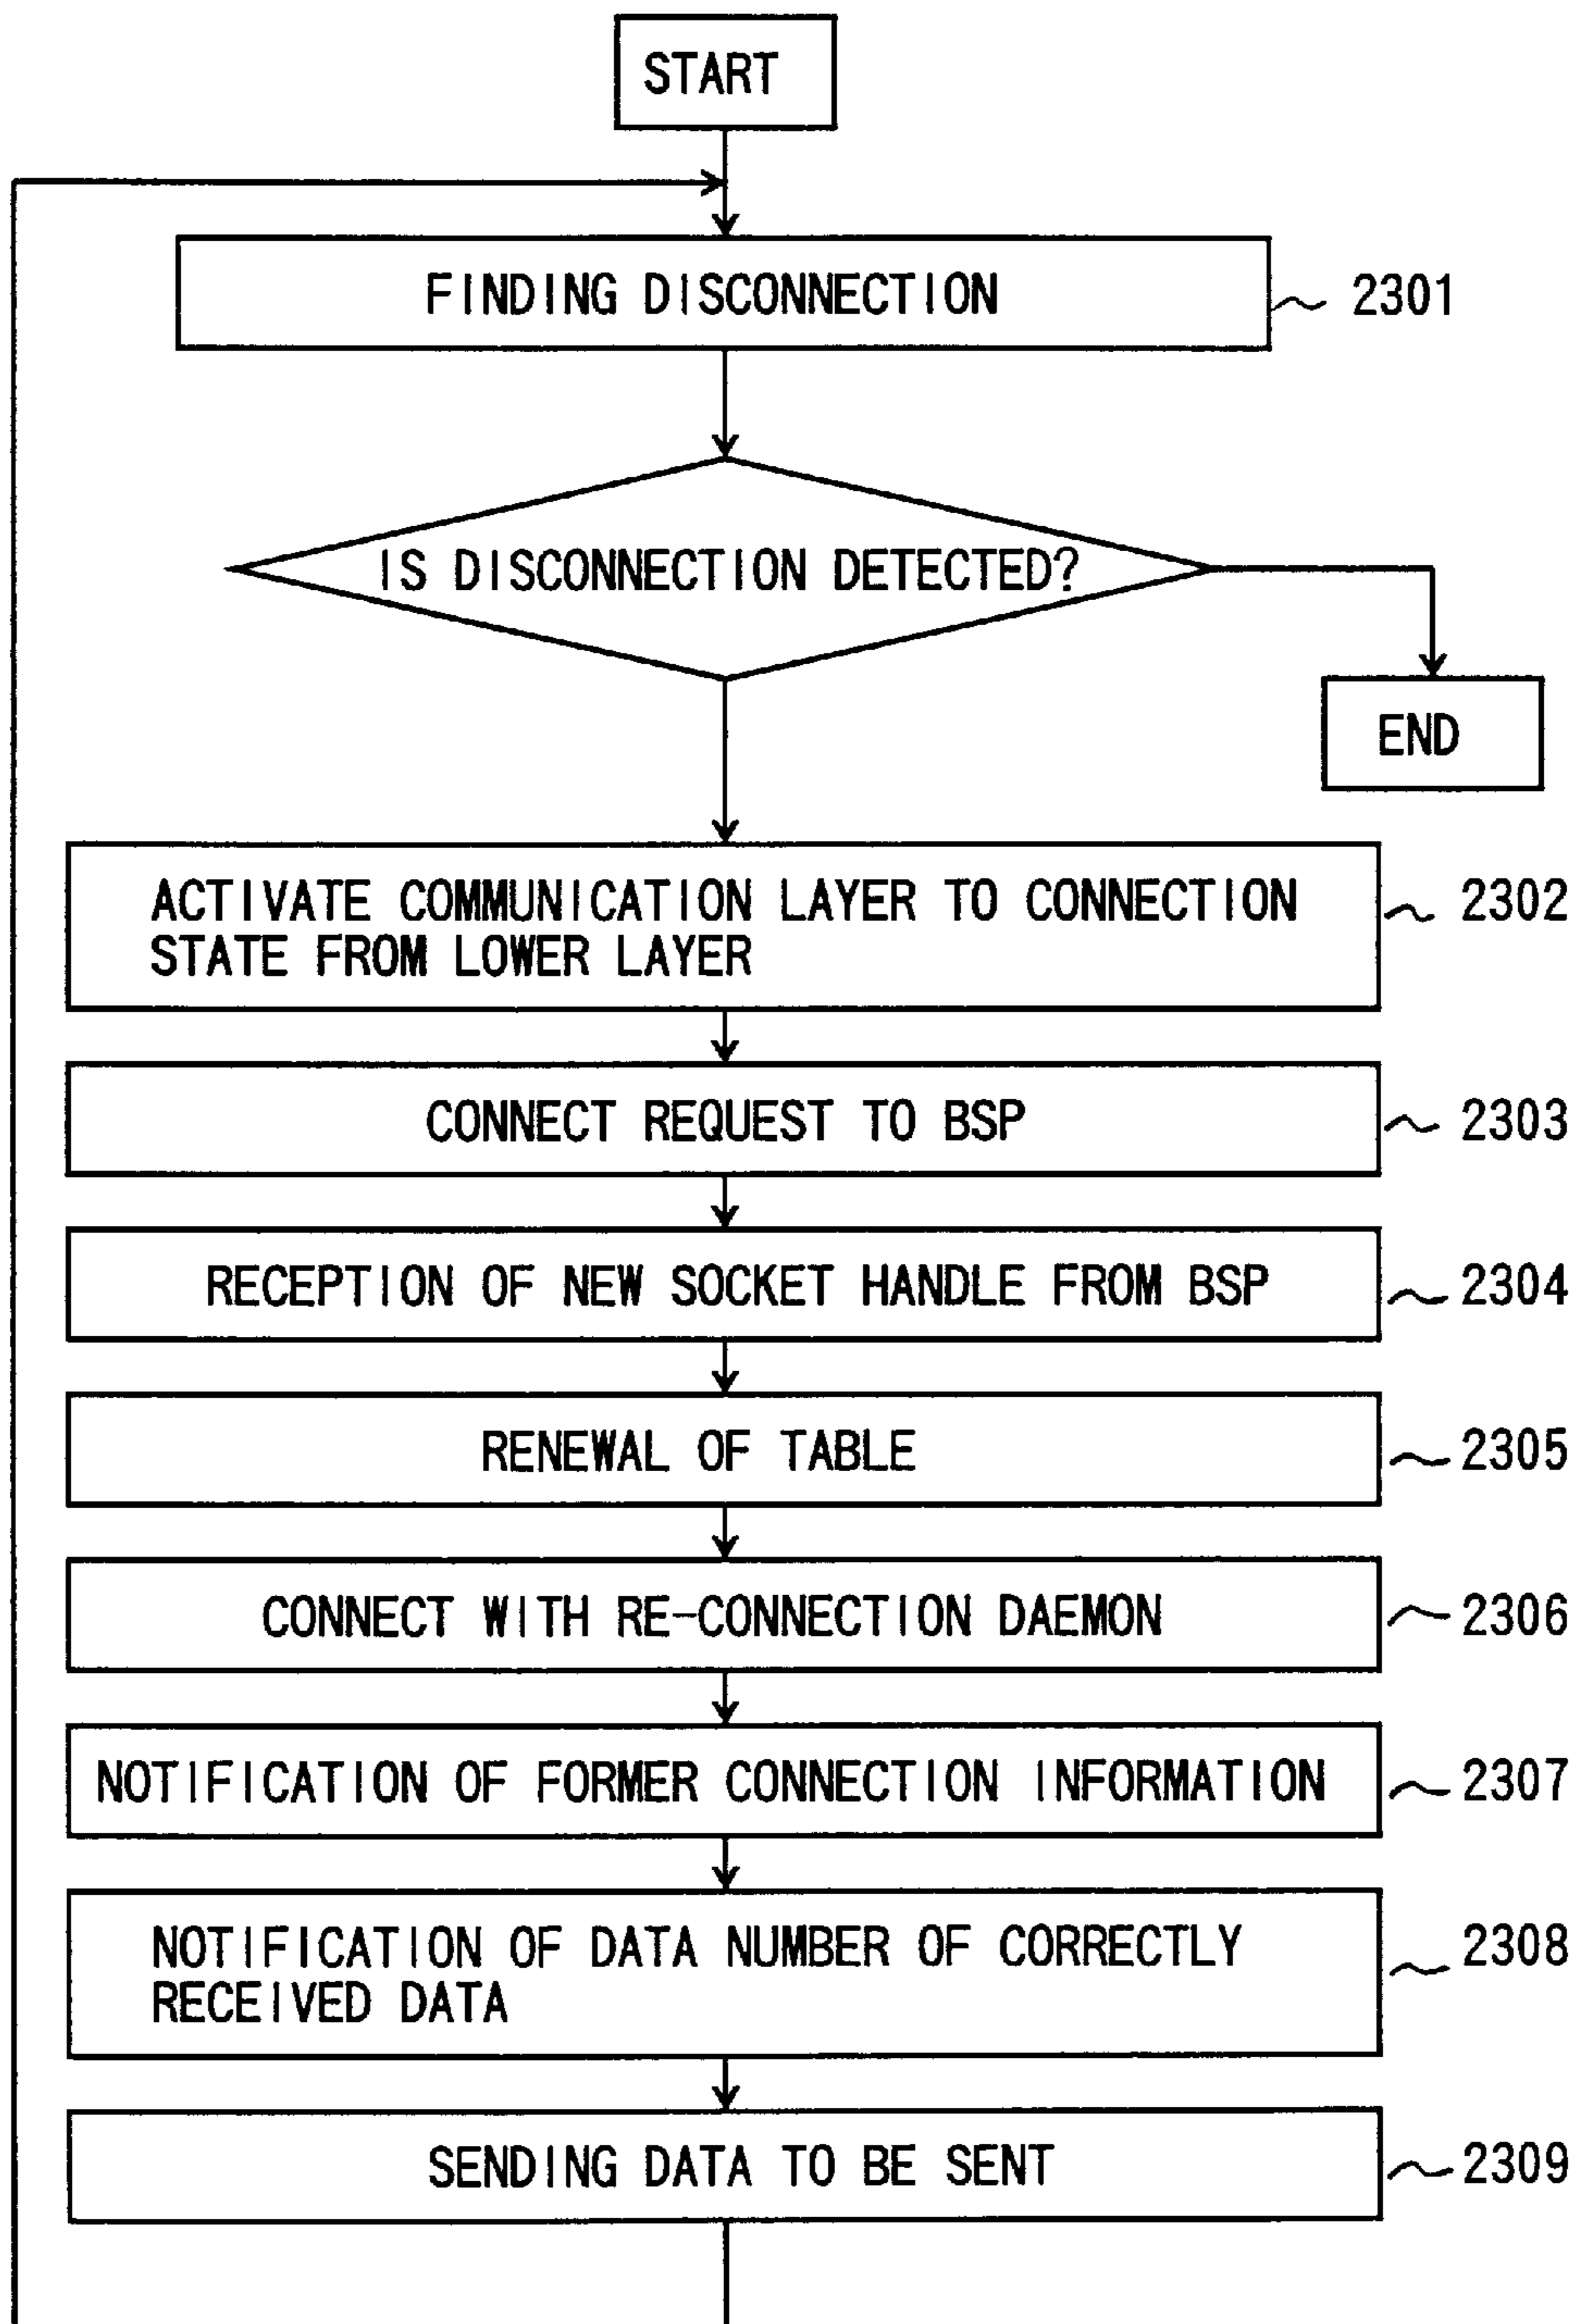 START
FINDING DISCONNECTION
2301
IS DISCONNECTION DETECTED?
END
ACTIVATE COMMUNICATION LAYER TO CONNECTION
STATE FROM LOWER LAYER
2302
CONNECT REQUEST TO BSP
2303
RECEPTION OF NEW SOCKET HANDLE FROM BSP
2304
RENEWAL OF TABLE
2305
CONNECT WITH RE-CONNECTION DAEMON
2306
NOTIFICATION OF FORMER CONNECTION INFORMATION
2307
NOTIFICATION OF DATA NUMBER OF CORRECTLY
RECEIVED DATA
2308
SENDING DATA TO BE SENT
2309